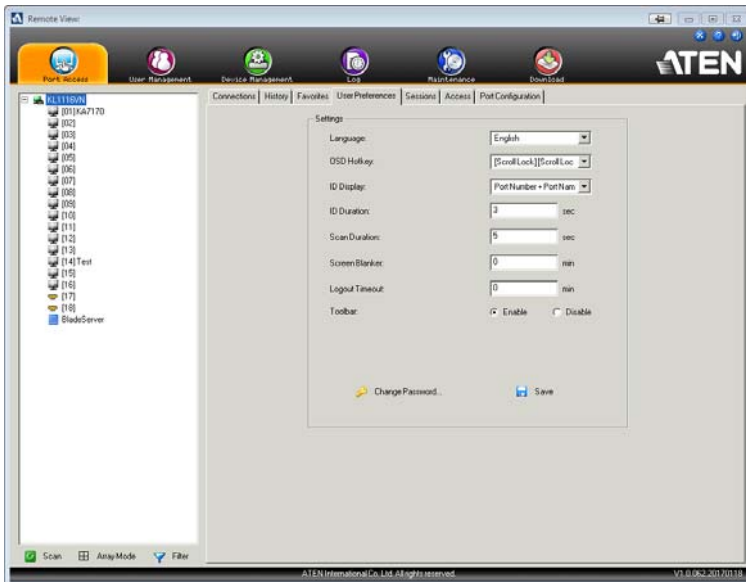 Remote View:
Port Access
User Management
Device Management
Log
Maintenance
Download
ATEN
KL1116VN
[01]KA7170
[02]
[03]
[04]
[05]
[06]
[07]
[08]
[09]
[10]
[11]
[12]
[13]
[14]Test
[15]
[16]
[17]
[18]
BladeServer
Connections History Favorites User Preferences Sessions Access Port Configuration
Settings
Language: English
OSD Hotkey: [Scroll Lock][Scroll Loc
ID Display: Port Number + Port Nam
ID Duration: 3 sec
Scan Duration: 5 sec
Screen Blanker: 0 min
Logout Timeout: 0 min
Toolbar: Enable Disable
Change Password... Save
Scan Array Mode Filter
ATEN International Co. Ltd. All rights reserved.
V1.0.062.20170118